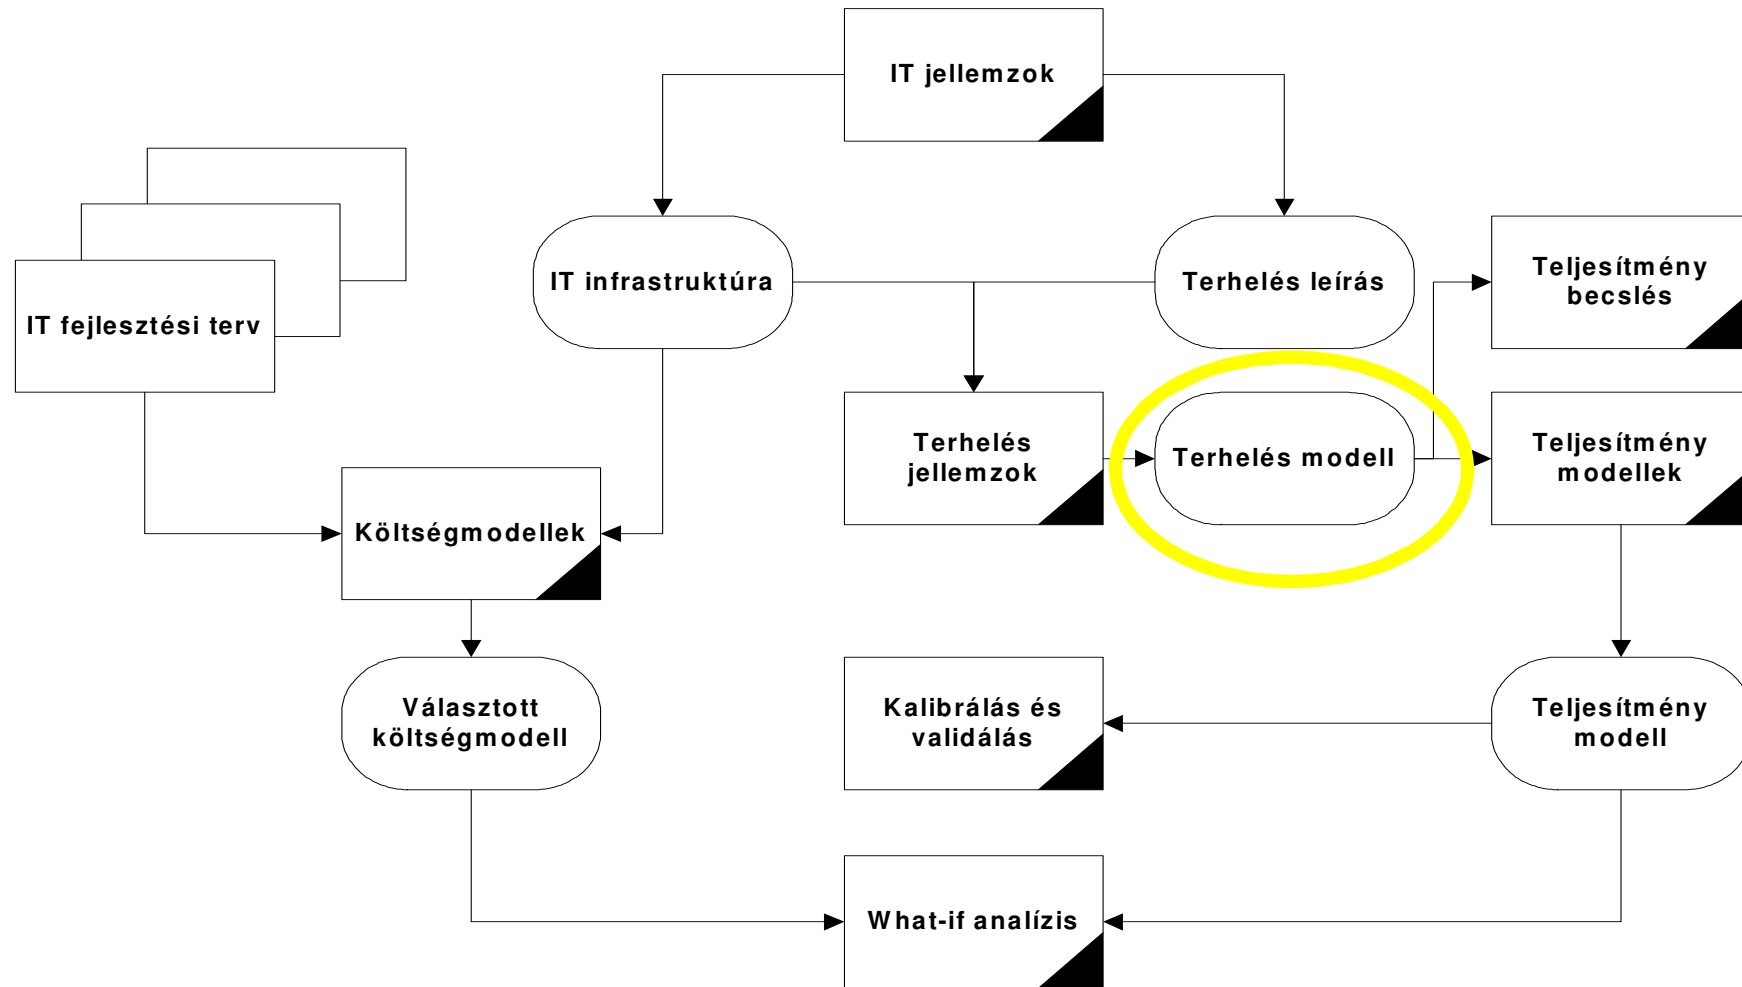 IT jellemzok
IT infrastruktúra
Terhelés leírás
Teljesítmény
becslés
IT fejlesztési terv
Terhelés
jellemzok
Terhelés modell
Teljesítmény
modellek
Költségmodellek
Választott
költségmodell
Kalibrálás és
validálás
Teljesítmény
modell
What-if analízis